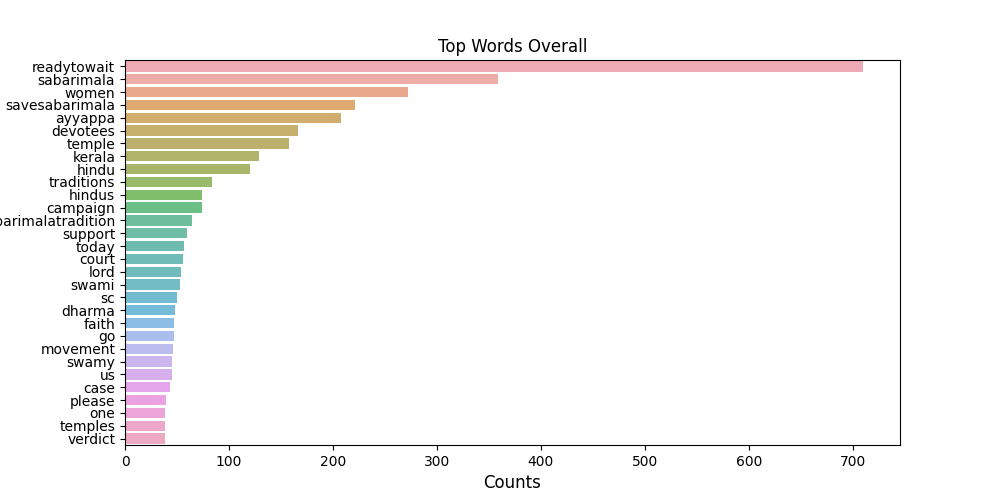 Top Words Overall
readytowait
sabarimala
women
savesabarimala
ayyappa
devotees
temple
kerala
hindu
traditions
hindus
campaign
barimalatradition
support
today
court
lord
swami
sc
dharma
faith
go
movement
swamy
us
case
please
one
temples
verdict
0 100 200 300 400 500 600 700
Counts